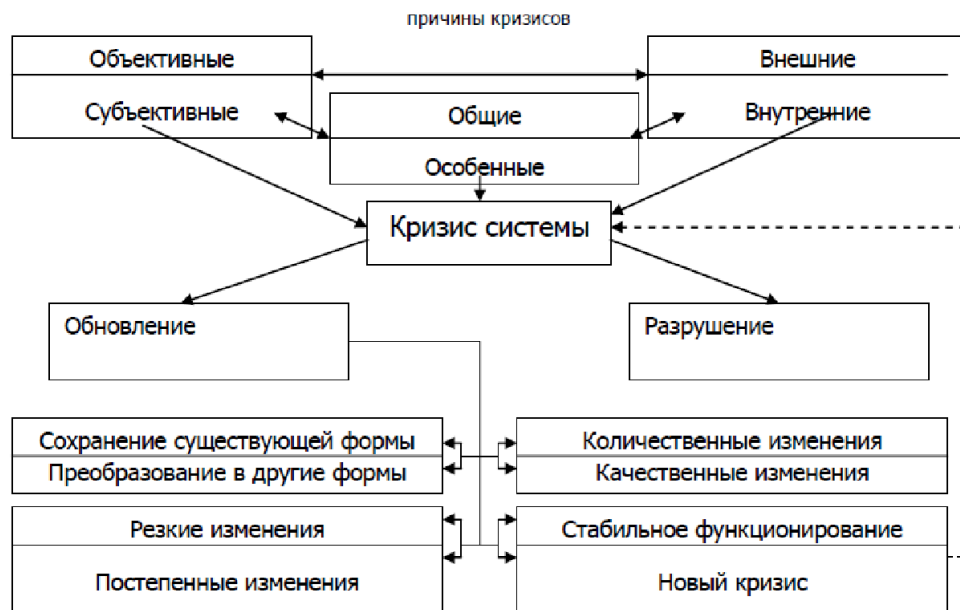 причины кризисов
Объективные
Внешние
Субъективные
Общие
Внутренние
Особенные
Кризис системы
Обновление
Разрушение
Сохранение существующей формы
Количественные изменения
Преобразование в другие формы
Качественные изменения
Резкие изменения
Стабильное функционирование
Постепенные изменения
Новый кризис